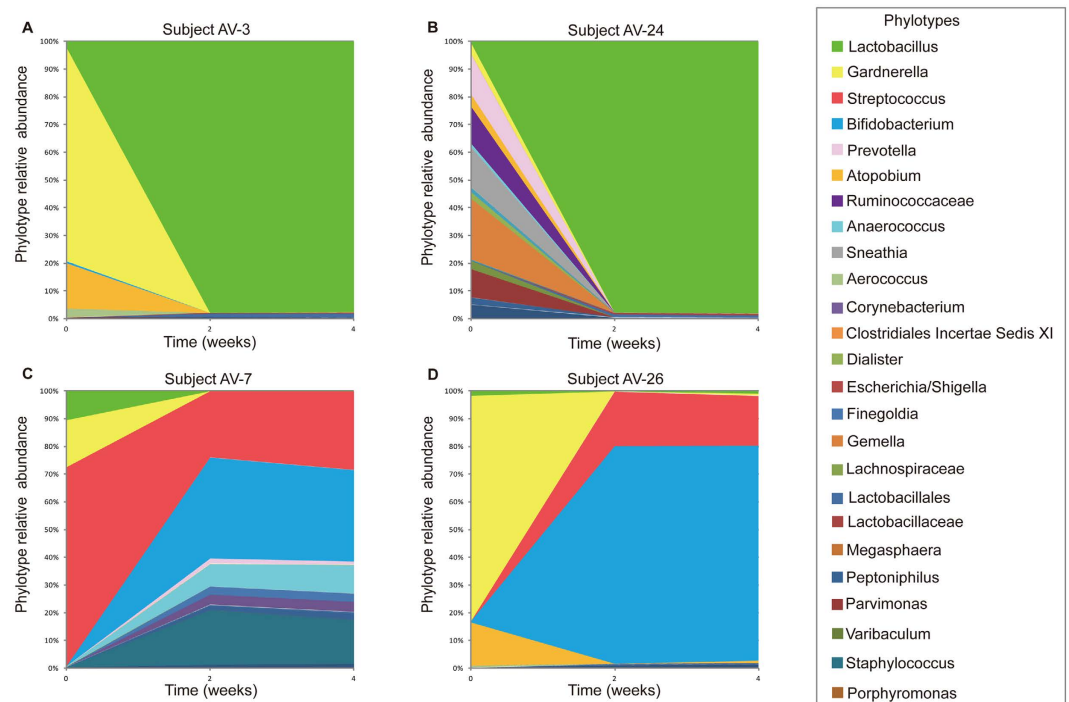 A
Subject AV-3
Phylotype relative abundance
100%
90%
80%
70%
60%
50%
40%
30%
20%
10%
0%
0
2
4
Time (weeks)
B
Subject AV-24
Phylotype relative abundance
100%
90%
80%
70%
60%
50%
40%
30%
20%
10%
0%
0
2
4
Time (weeks)
C
Subject AV-7
Phylotype relative abundance
100%
90%
80%
70%
60%
50%
40%
30%
20%
10%
0%
0
2
4
Time (weeks)
D
Subject AV-26
Phylotype relative abundance
100%
90%
80%
70%
60%
50%
40%
30%
20%
10%
0%
0
2
4
Time (weeks)
Phylotypes
Lactobacillus
Gardnerella
Streptococcus
Bifidobacterium
Prevotella
Atopobium
Ruminococcaceae
Anaerococcus
Sneathia
Aerococcus
Corynebacterium
Clostridiales Incertae Sedis XI
Dialister
Escherichia/Shigella
Finegoldia
Gemella
Lachnospiraceae
Lactobacillales
Lactobacillaceae
Megasphaera
Peptoniphilus
Parvimonas
Varibaculum
Staphylococcus
Porphyromonas